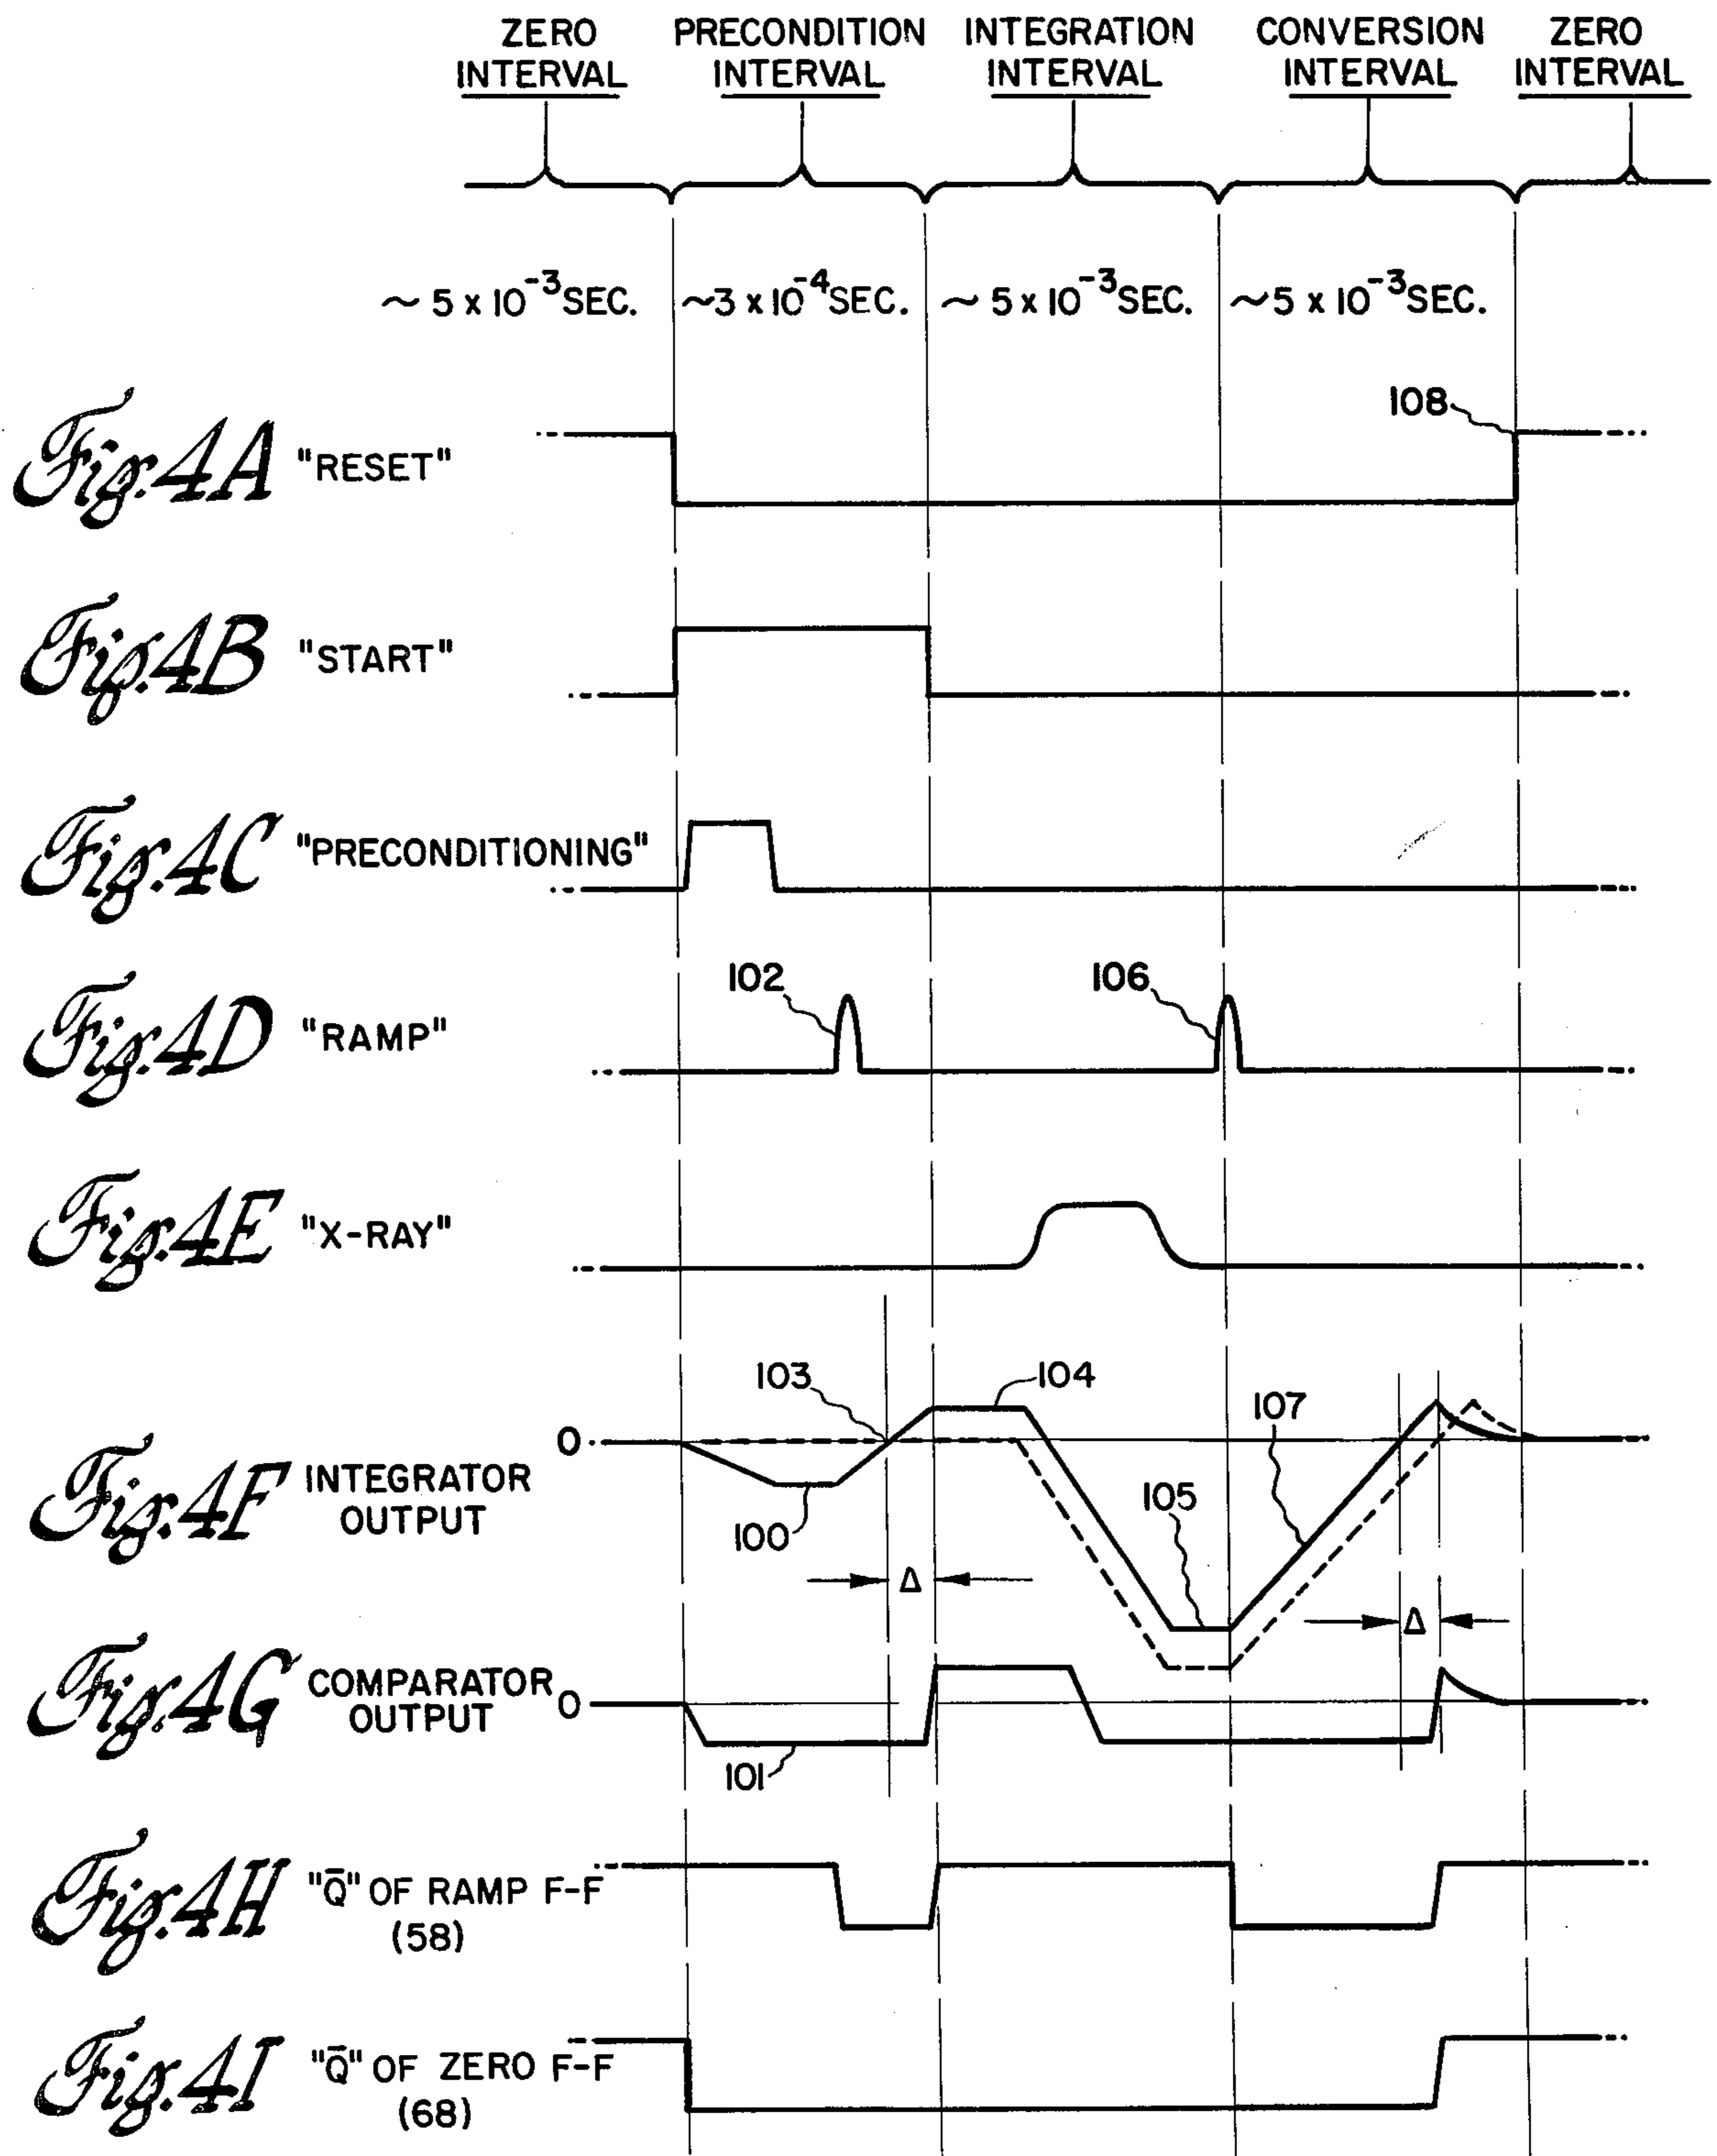 ZERO INTERVAL
PRECONDITION INTERVAL
INTEGRATION INTERVAL
CONVERSION INTERVAL
ZERO INTERVAL
~ 5 x 10⁻³ SEC.
~3 x 10⁻⁴ SEC.
~ 5 x 10⁻³ SEC.
~5 x 10⁻³ SEC.
108
Fig. 4A "RESET"
Fig. 4B "START"
Fig. 4C "PRECONDITIONING"
102
106
Fig. 4D "RAMP"
Fig. 4E "X-RAY"
103
104
107
0
Fig. 4F INTEGRATOR
OUTPUT
105
100
Δ
Δ
Fig. 4G COMPARATOR
OUTPUT
0
101
Fig. 4H "Q̄" OF RAMP F-F
(58)
Fig. 4I "Q̄" OF ZERO F-F
(68)